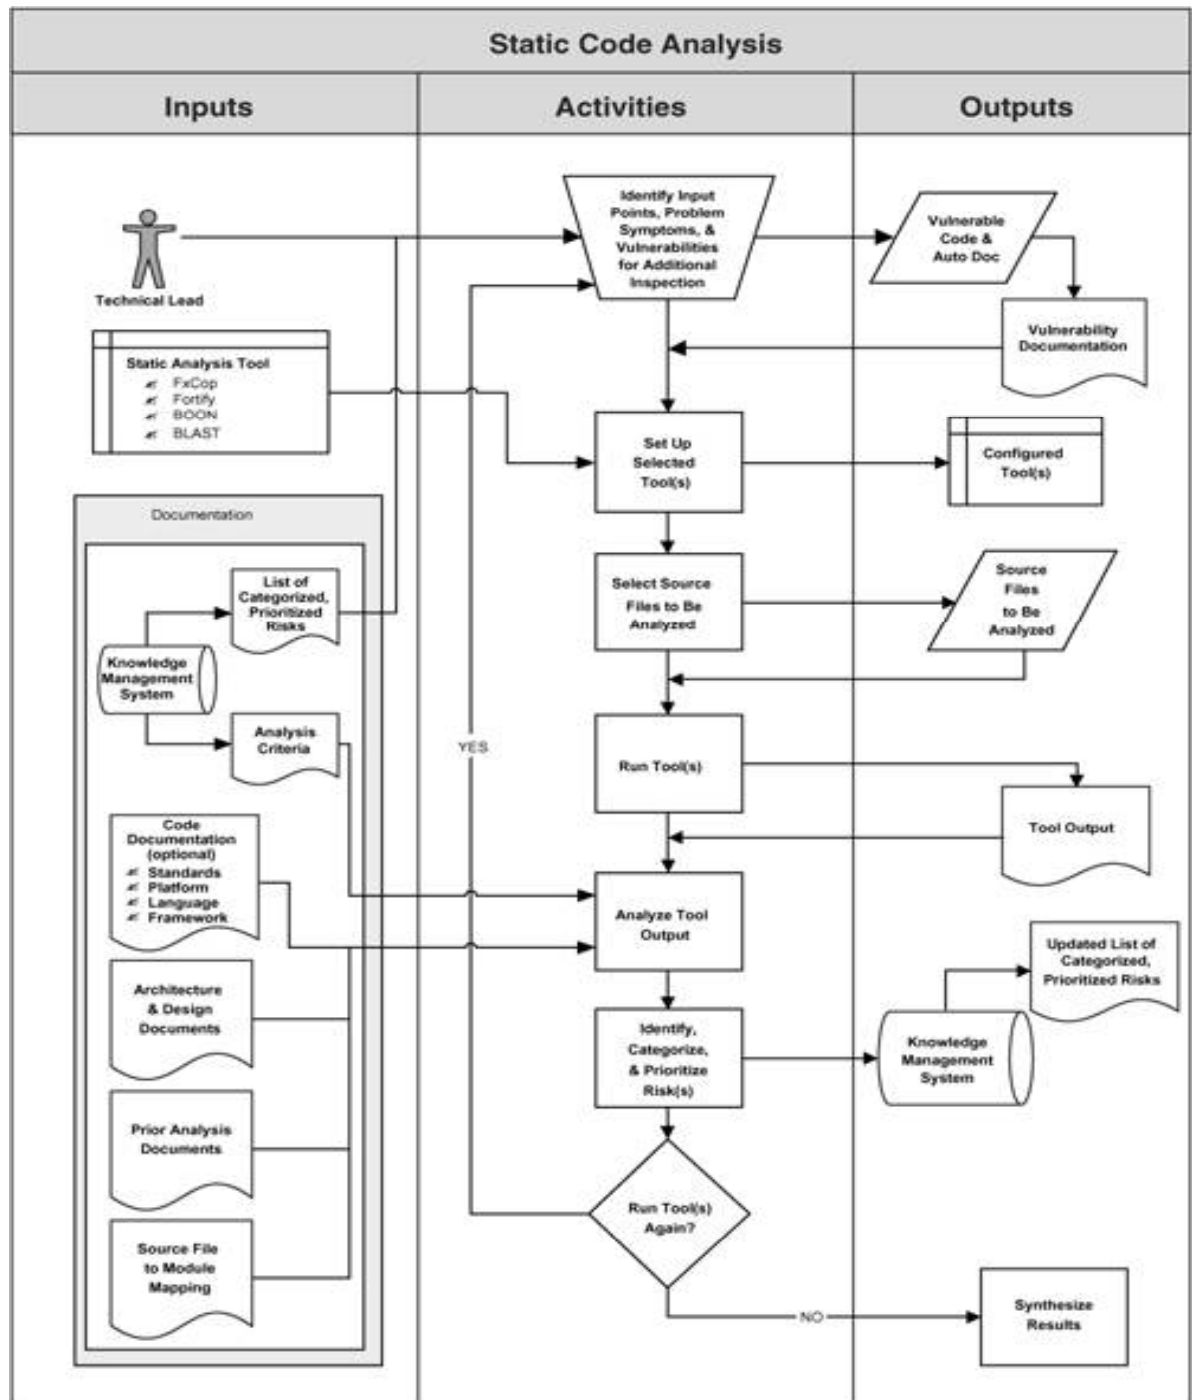 Static Code Analysis
Inputs
Activities
Outputs
Technical Lead
Static Analysis Tool
FxCop
Fortify
BOON
BLAST
Documentation
List of
Categorized,
Prioritized
Risks
Knowledge
Management
System
Analysis
Criteria
Code
Documentation
(optional)
Standards
Platform
Language
Framework
Architecture
& Design
Documents
Prior Analysis
Documents
Source File
to Module
Mapping
Identify Input
Points, Problem
Symptoms, &
Vulnerabilities
for Additional
Inspection
Set Up
Selected
Tool(s)
Select Source
Files to Be
Analyzed
Run Tool(s)
YES
Analyze Tool
Output
Identify,
Categorize,
& Prioritize
Risk(s)
Run Tool(s)
Again?
NO
Vulnerable
Code &
Auto Doc
Vulnerability
Documentation
Configured
Tool(s)
Source
Files
to Be
Analyzed
Tool Output
Updated List of
Categorized,
Prioritized Risks
Knowledge
Management
System
Synthesize
Results